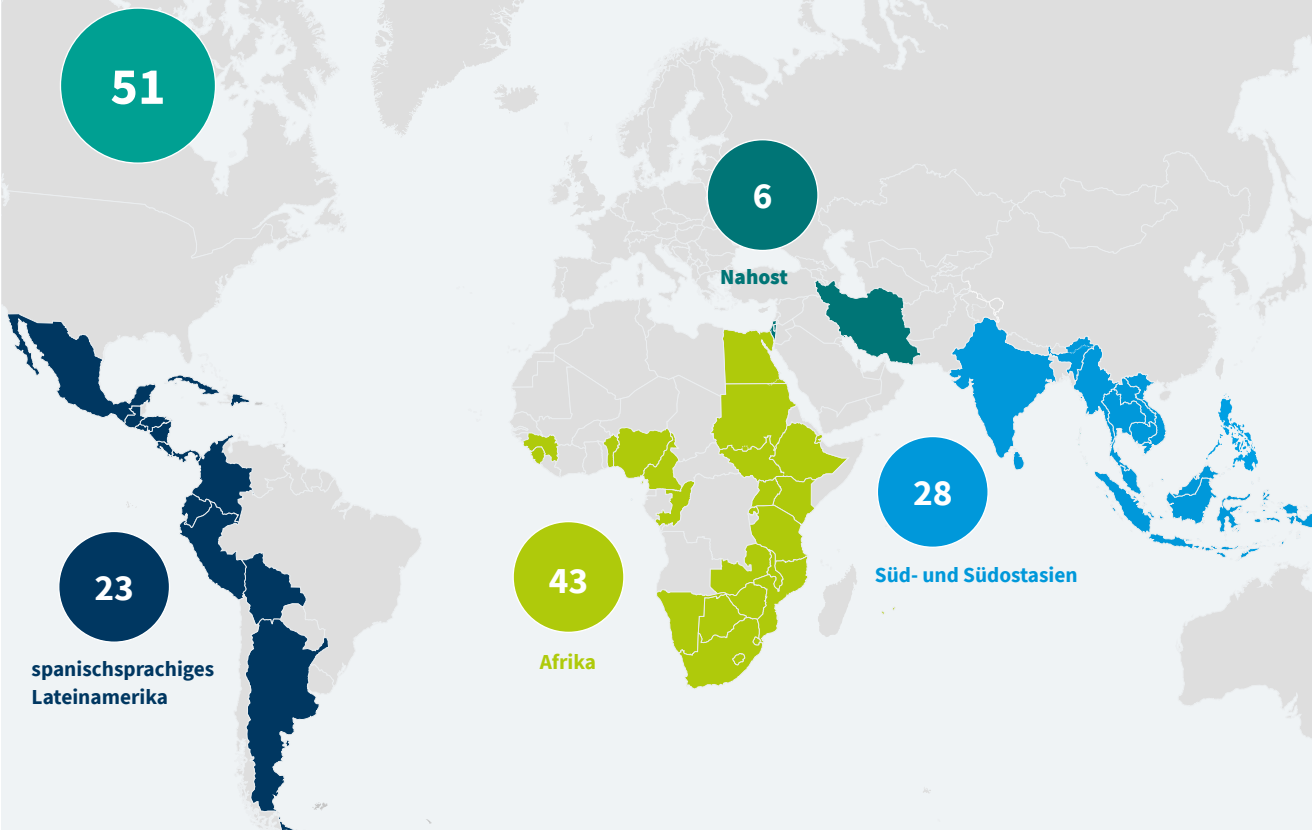 51
6
Nahost
28
Süd- und Südostasien
43
Afrika
23
spanischsprachiges
Lateinamerika